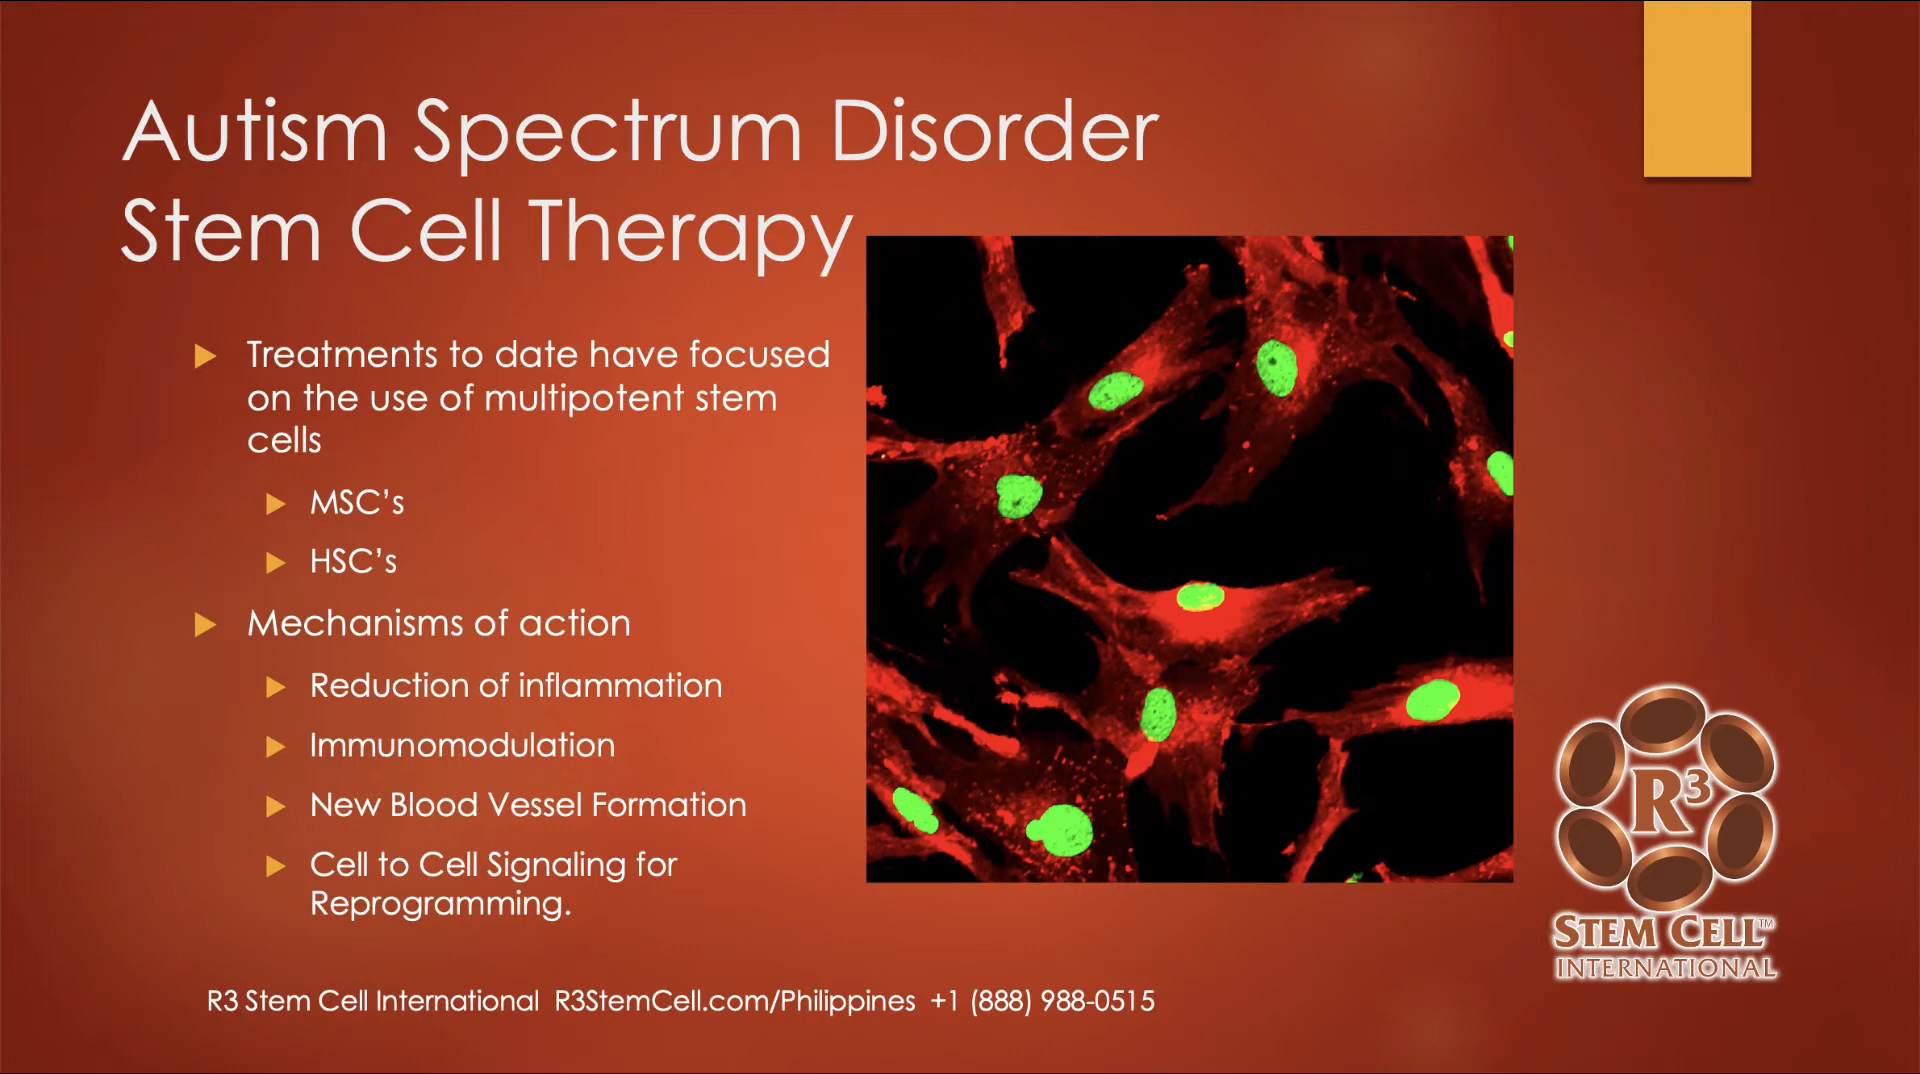 Autism Spectrum Disorder
Stem Cell Therapy
Treatments to date have focused
on the use of multipotent stem
cells
MSC's
HSC's
Mechanisms of action
Reduction of inflammation
Immunomodulation
New Blood Vessel Formation
Cell to Cell Signaling for
Reprogramming.
R3 Stem Cell International R3StemCell.com/Philippines +1 (888) 988-0515
R³
STEM CELL™
INTERNATIONAL